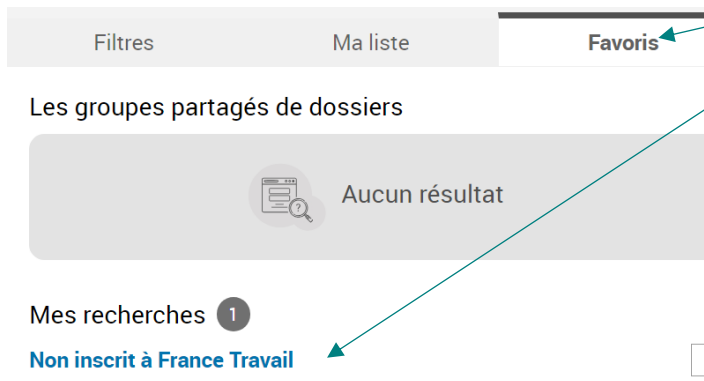 Filtres Ma liste Favoris
Les groupes partagés de dossiers
Aucun résultat
Mes recherches 1
Non inscrit à France Travail